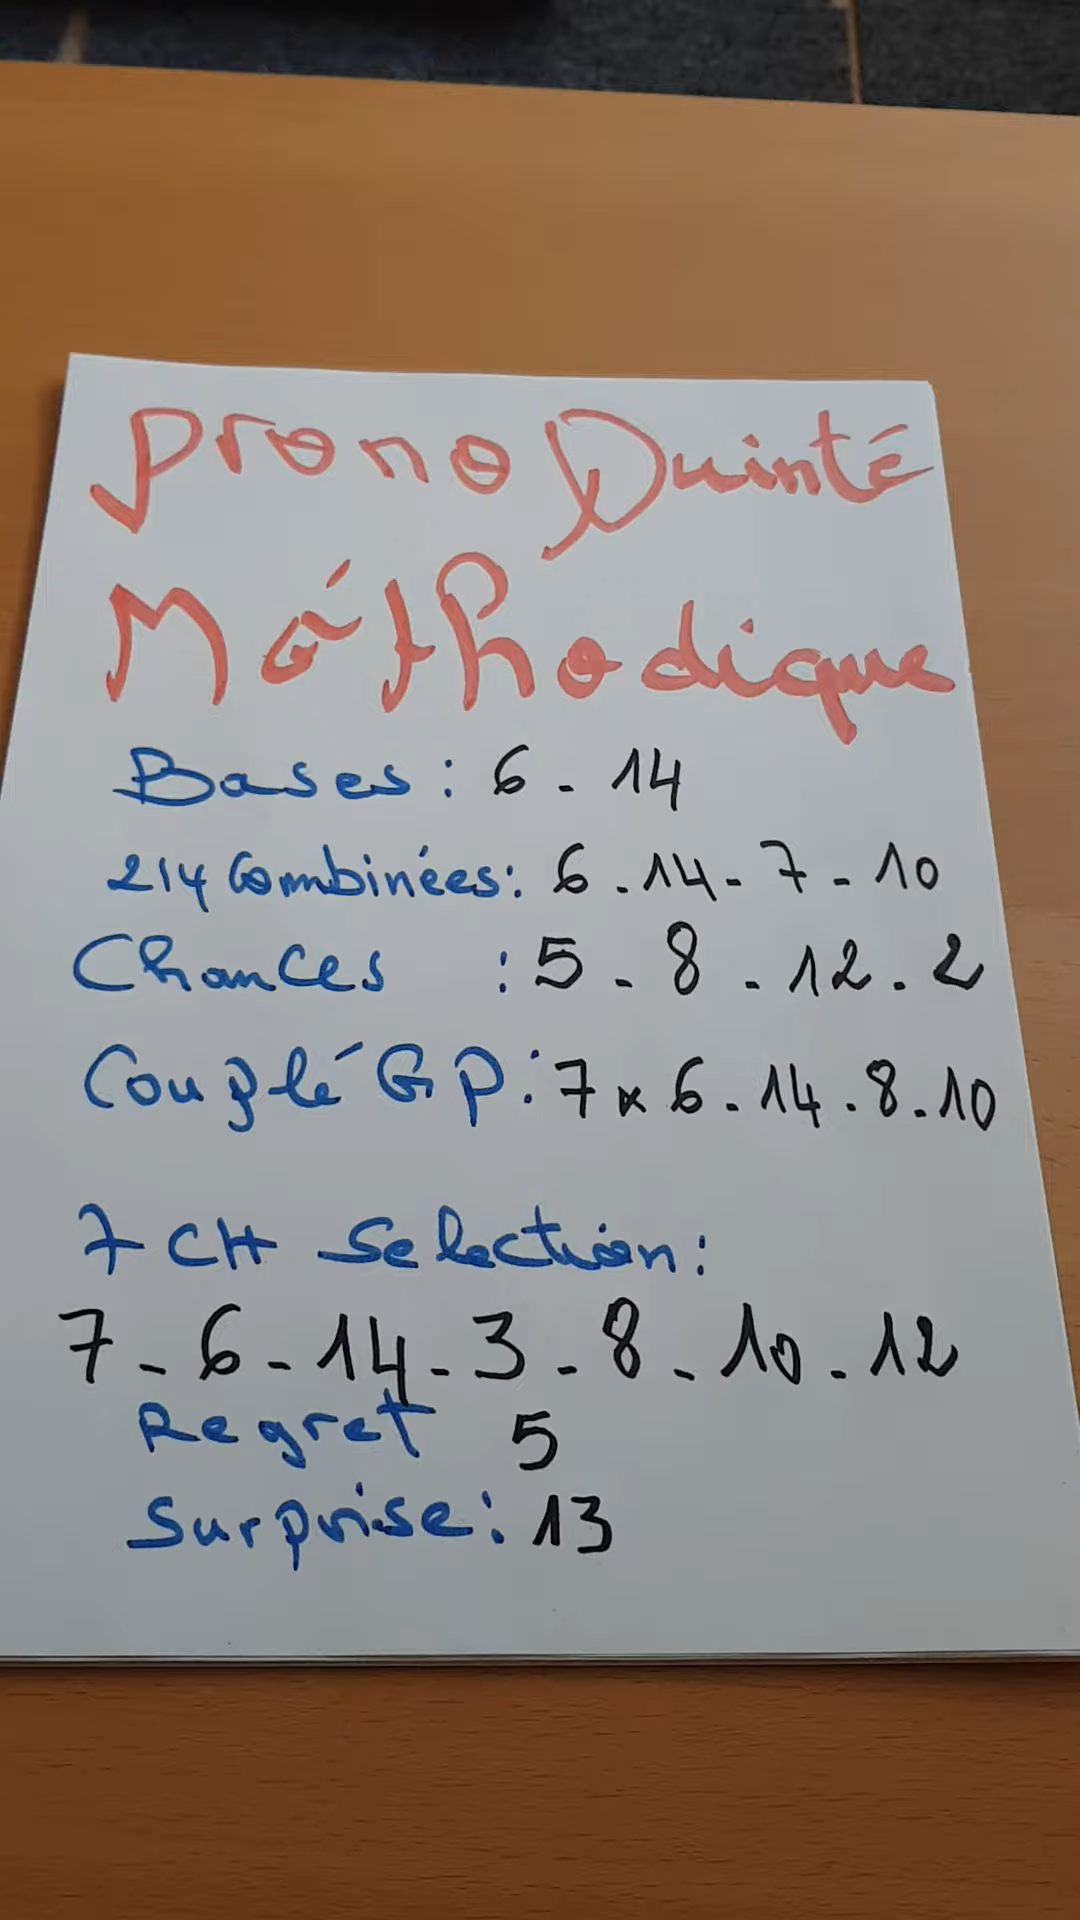 Prono Quinté
Méthodique
Bases : 6 - 14
2/4 Combinées : 6 - 14 - 7 - 10
Chances : 5 - 8 - 12 - 2
Couplé GP : 7 x 6 - 14 - 8 - 10
7 CH Selection :
7 - 6 - 14 - 3 - 8 - 10 - 12
Regret 5
Surprise : 13